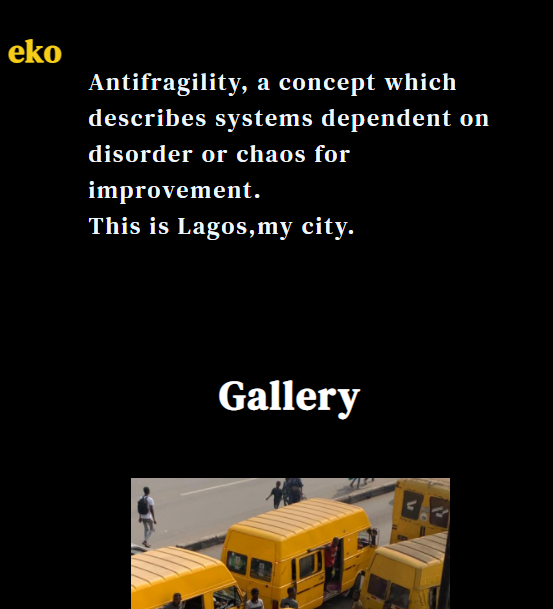 eko
Antifragility, a concept which
describes systems dependent on
disorder or chaos for
improvement.
This is Lagos,my city.
Gallery